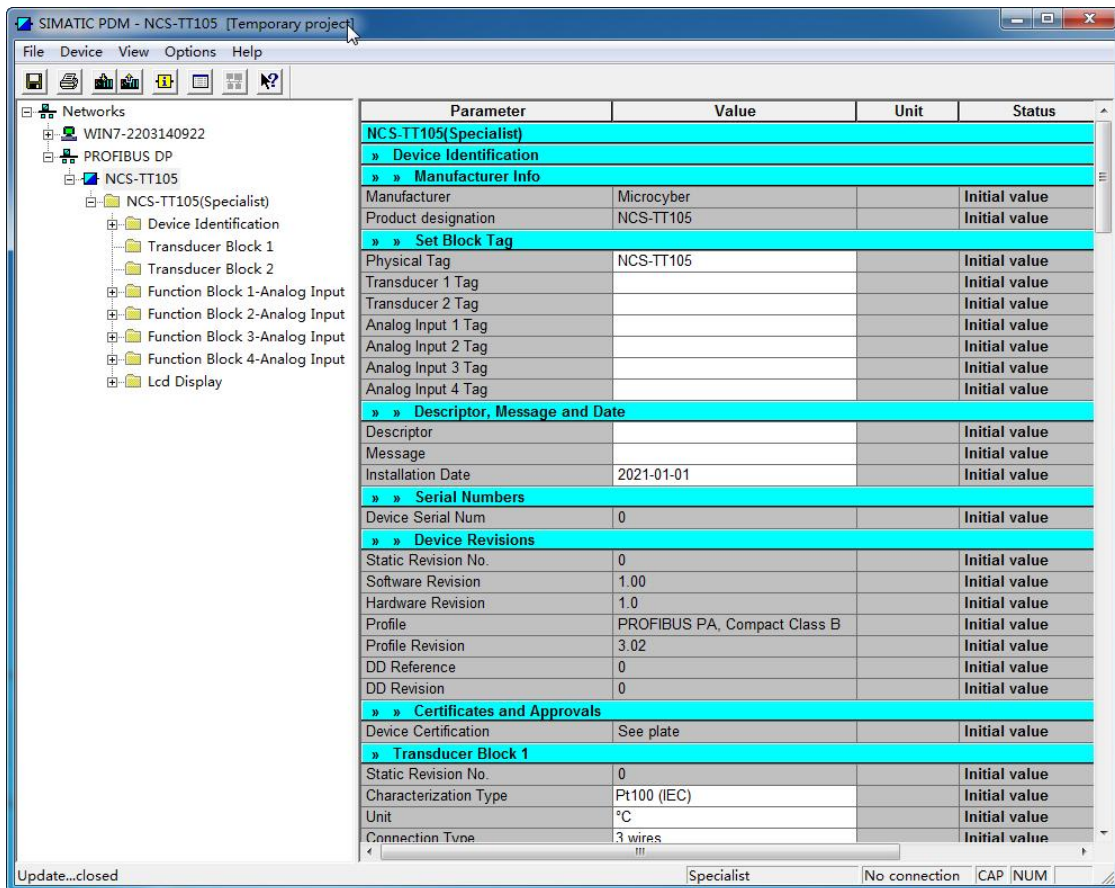 SIMATIC PDM - NCS-TT105 [Temporary project]
File Device View Options Help
Networks
WIN7-2203140922
PROFIBUS DP
NCS-TT105
NCS-TT105(Specialist)
Device Identification
Transducer Block 1
Transducer Block 2
Function Block 1-Analog Input
Function Block 2-Analog Input
Function Block 3-Analog Input
Function Block 4-Analog Input
Lcd Display
Parameter Value Unit Status
NCS-TT105(Specialist)
» Device Identification
» » Manufacturer Info
Manufacturer Microcyber Initial value
Product designation NCS-TT105 Initial value
» » Set Block Tag
Physical Tag NCS-TT105 Initial value
Transducer 1 Tag Initial value
Transducer 2 Tag Initial value
Analog Input 1 Tag Initial value
Analog Input 2 Tag Initial value
Analog Input 3 Tag Initial value
Analog Input 4 Tag Initial value
» » Descriptor, Message and Date
Descriptor Initial value
Message Initial value
Installation Date 2021-01-01 Initial value
» » Serial Numbers
Device Serial Num 0 Initial value
» » Device Revisions
Static Revision No. 0 Initial value
Software Revision 1.00 Initial value
Hardware Revision 1.0 Initial value
Profile PROFIBUS PA, Compact Class B Initial value
Profile Revision 3.02 Initial value
DD Reference 0 Initial value
DD Revision 0 Initial value
» » Certificates and Approvals
Device Certification See plate Initial value
» Transducer Block 1
Static Revision No. 0 Initial value
Characterization Type Pt100 (IEC) Initial value
Unit °C Initial value
Connection Type 3 wires Initial value
Update...closed Specialist No connection CAP NUM